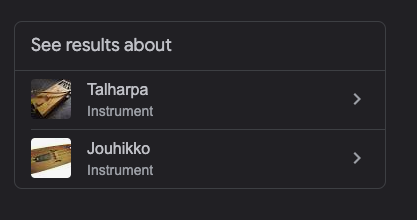 See results about
Talharpa
Instrument
Jouhikko
Instrument